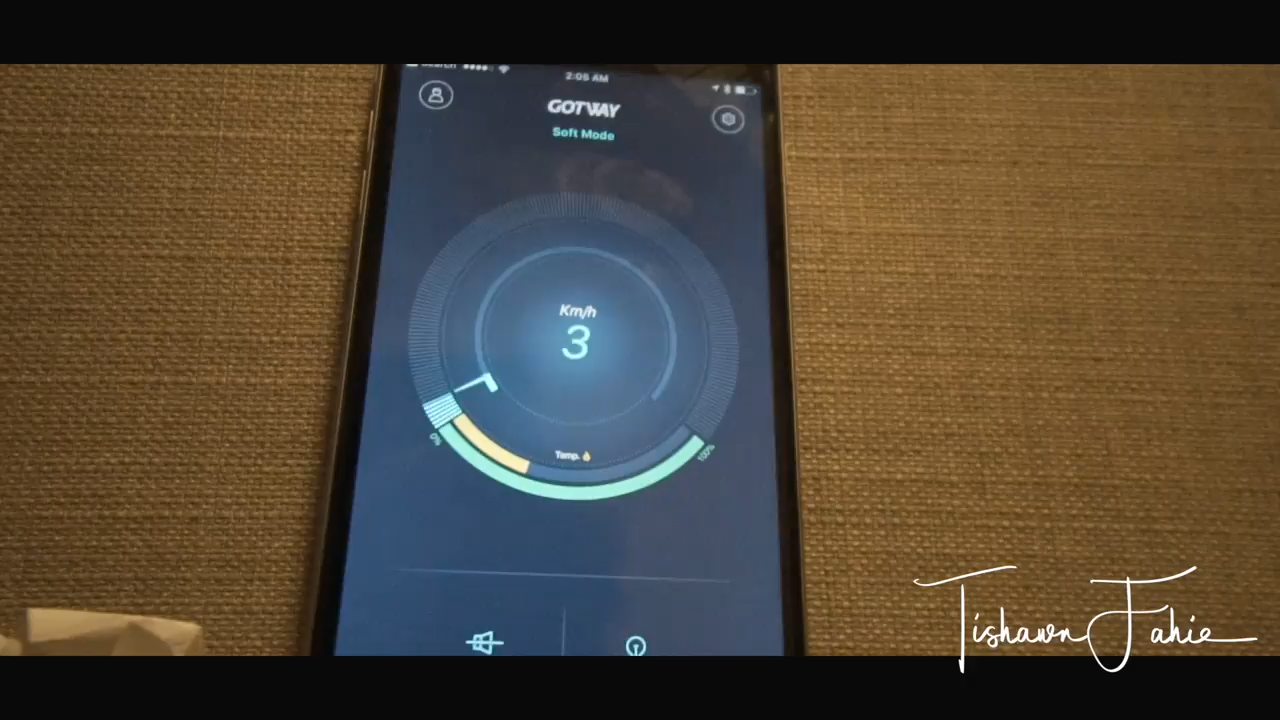 2:05 AM
GOTWAY
Soft Mode
Km/h
3
0%
Temp.
100%
Tishawn Fahie